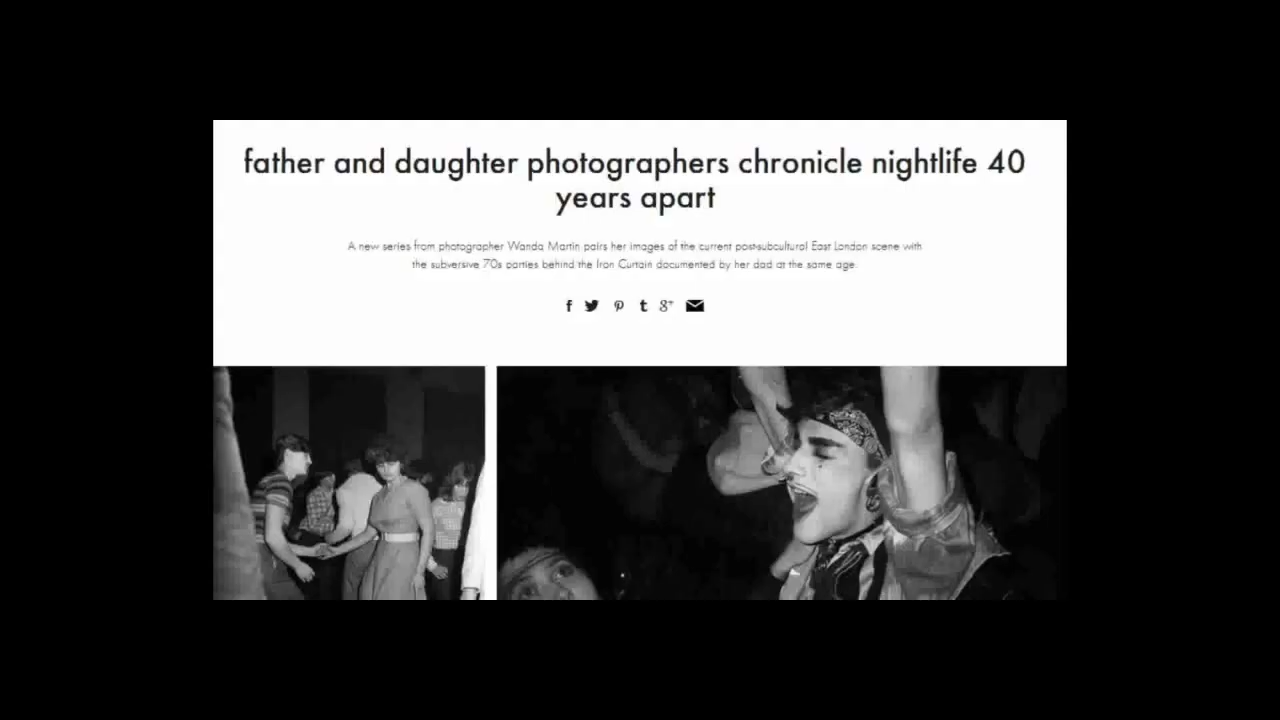 father and daughter photographers chronicle nightlife 40
years apart
A new series from photographer Wanda Martin pairs her images of the current post-subcultural East London scene with
the subversive 70s parties behind the Iron Curtain documented by her dad at the same age.